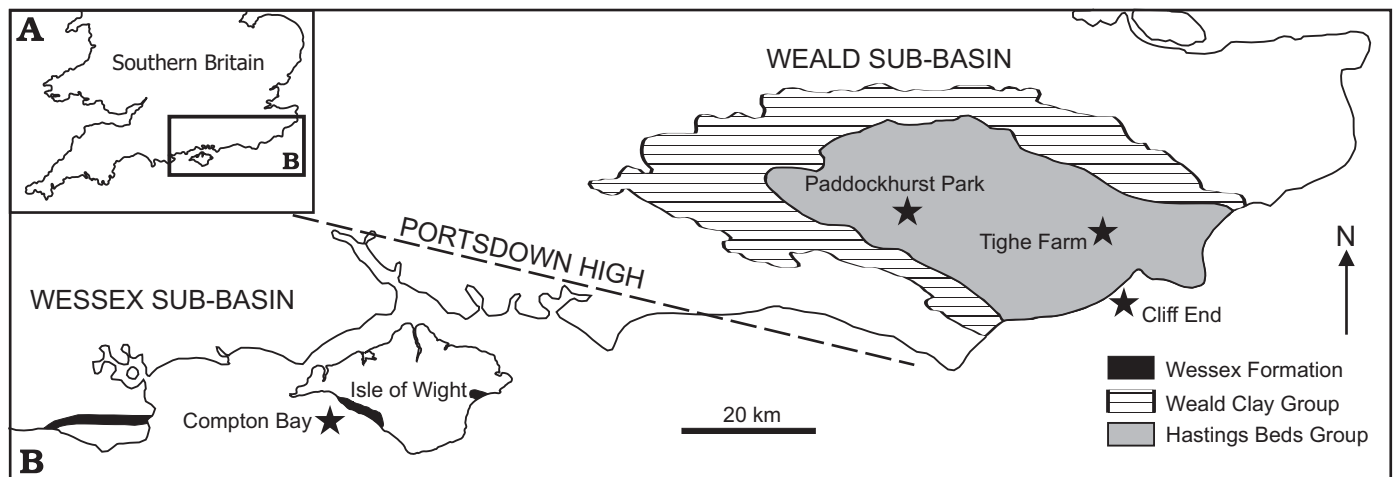 A
Southern Britain
B
WEALD SUB-BASIN
Paddockhurst Park
Tighe Farm
Cliff End
N
PORTSDOWN HIGH
WESSEX SUB-BASIN
Isle of Wight
Compton Bay
20 km
Wessex Formation
Weald Clay Group
Hastings Beds Group
B